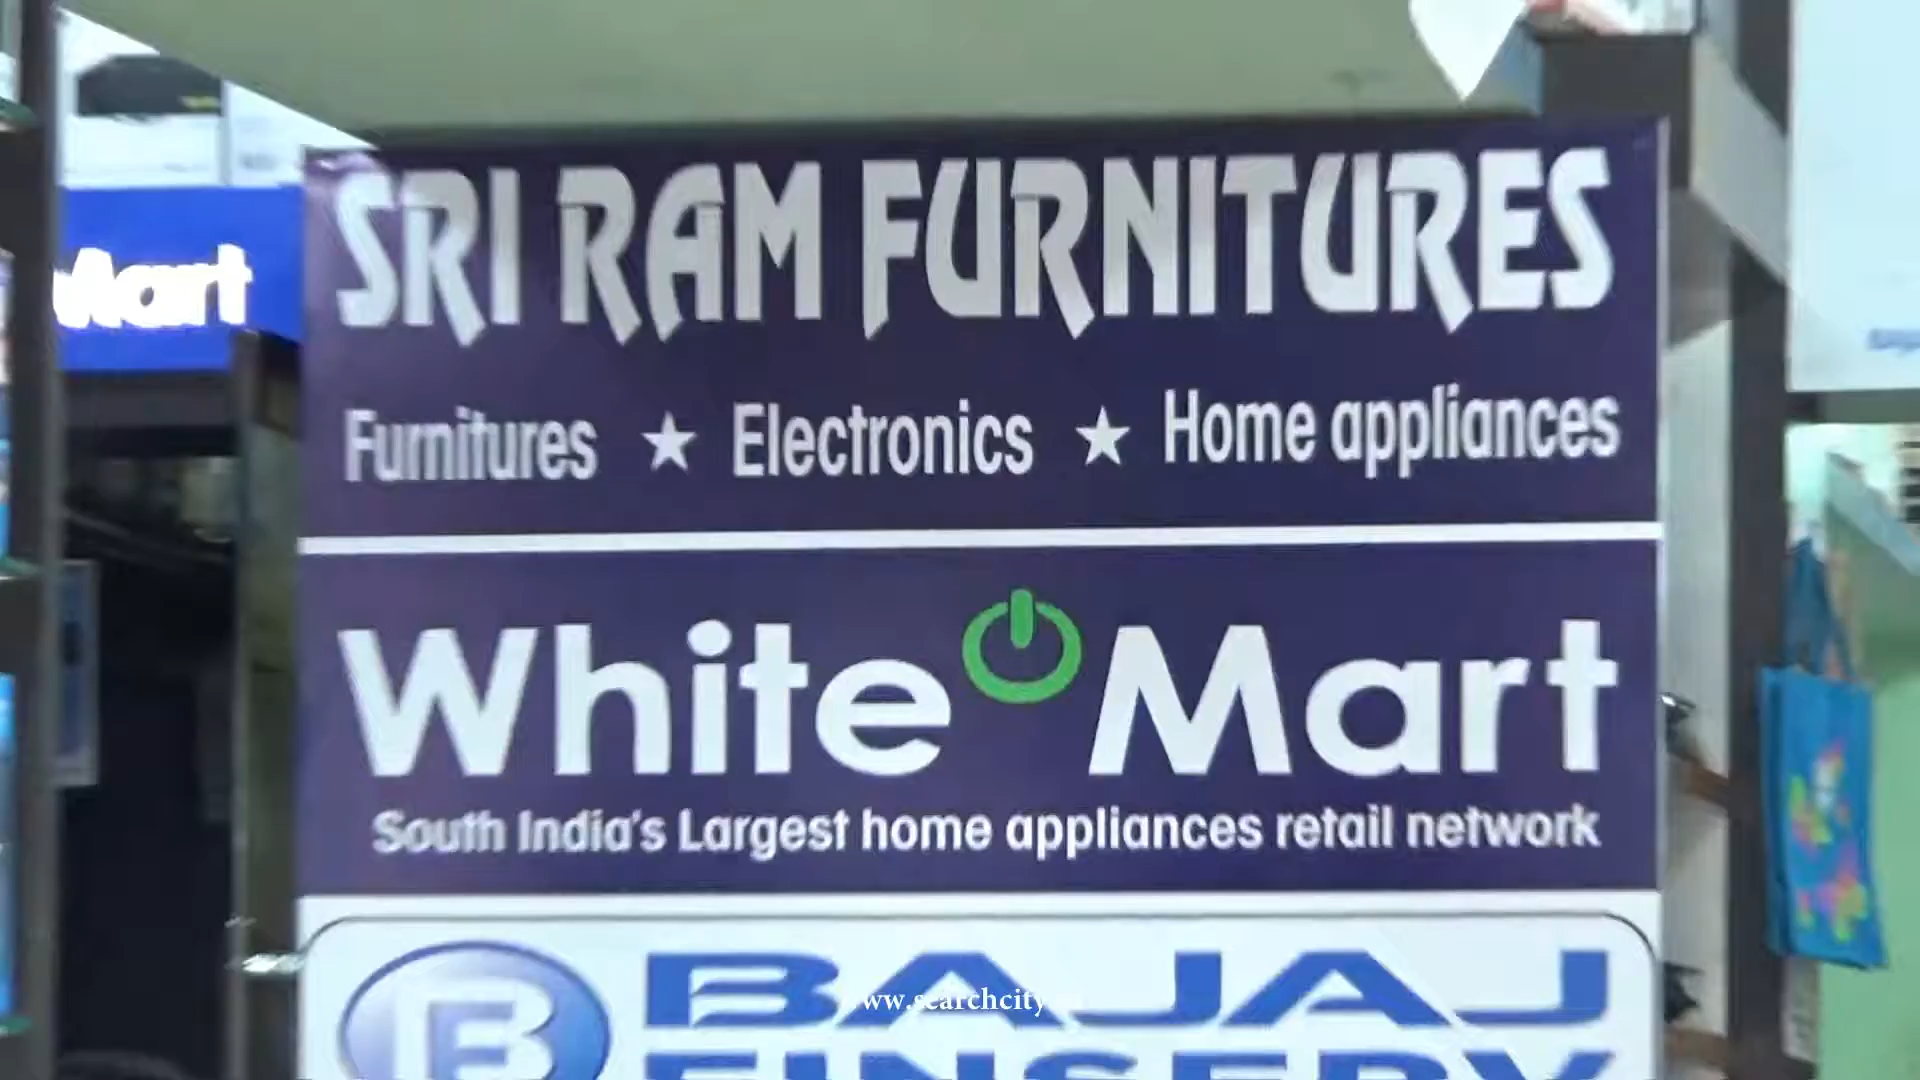 SRI RAM FURNITURES
Furnitures ★ Electronics ★ Home appliances
Mart
White Mart
South India's Largest home appliances retail network
BAJAJ
FINSERV
www.searchcity